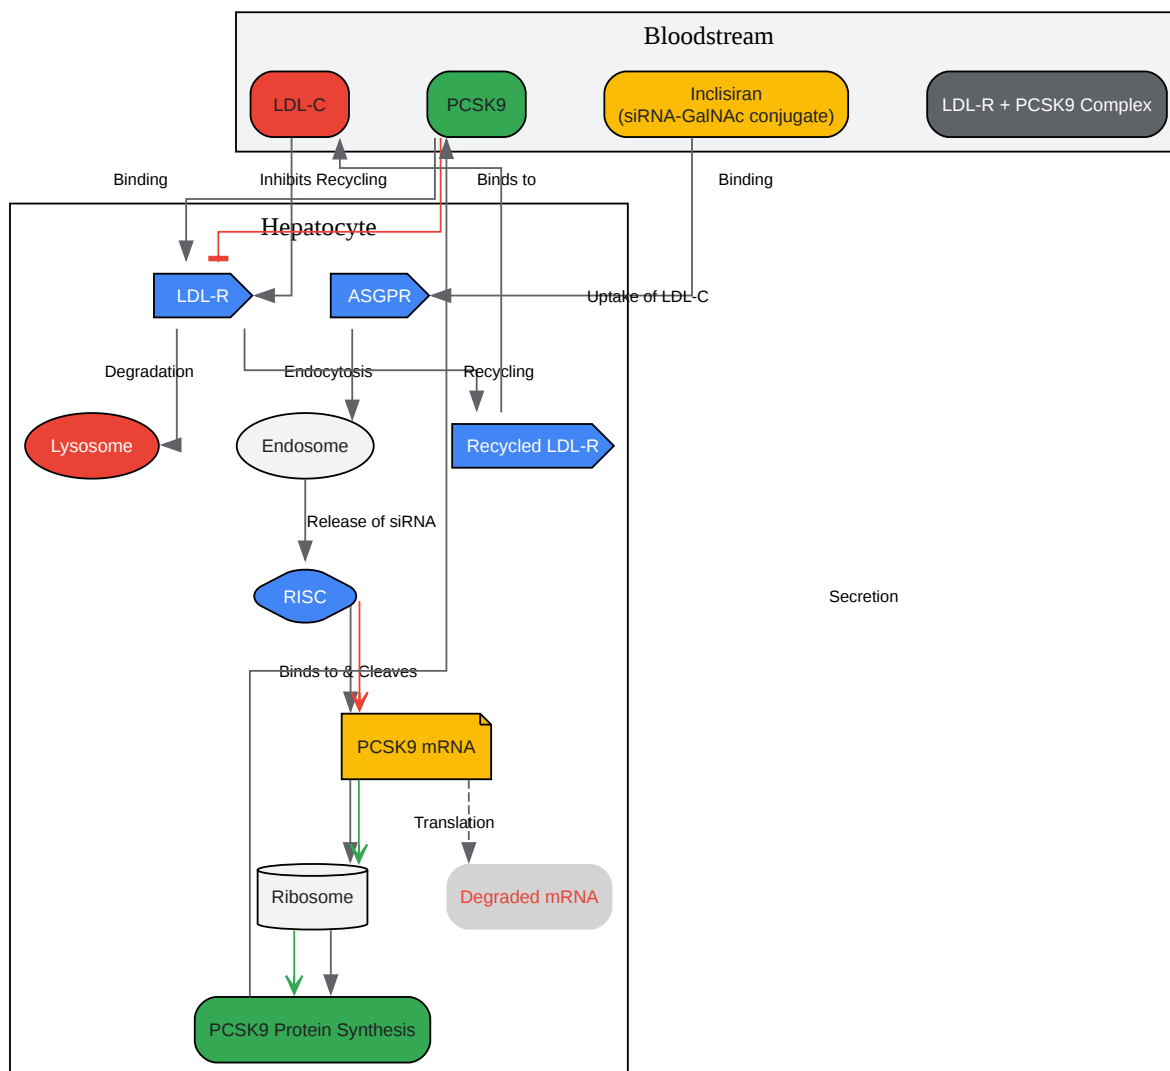 Bloodstream
LDL-C
PCSK9
Inclisiran
(siRNA-GalNAc conjugate)
LDL-R + PCSK9 Complex
Binding
Inhibits Recycling
Binds to
Binding
Hepatocyte
LDL-R
ASGPR
Uptake of LDL-C
Degradation
Endocytosis
Recycling
Lysosome
Endosome
Recycled LDL-R
Release of siRNA
RISC
Secretion
Binds to & Cleaves
PCSK9 mRNA
Translation
Ribosome
Degraded mRNA
PCSK9 Protein Synthesis